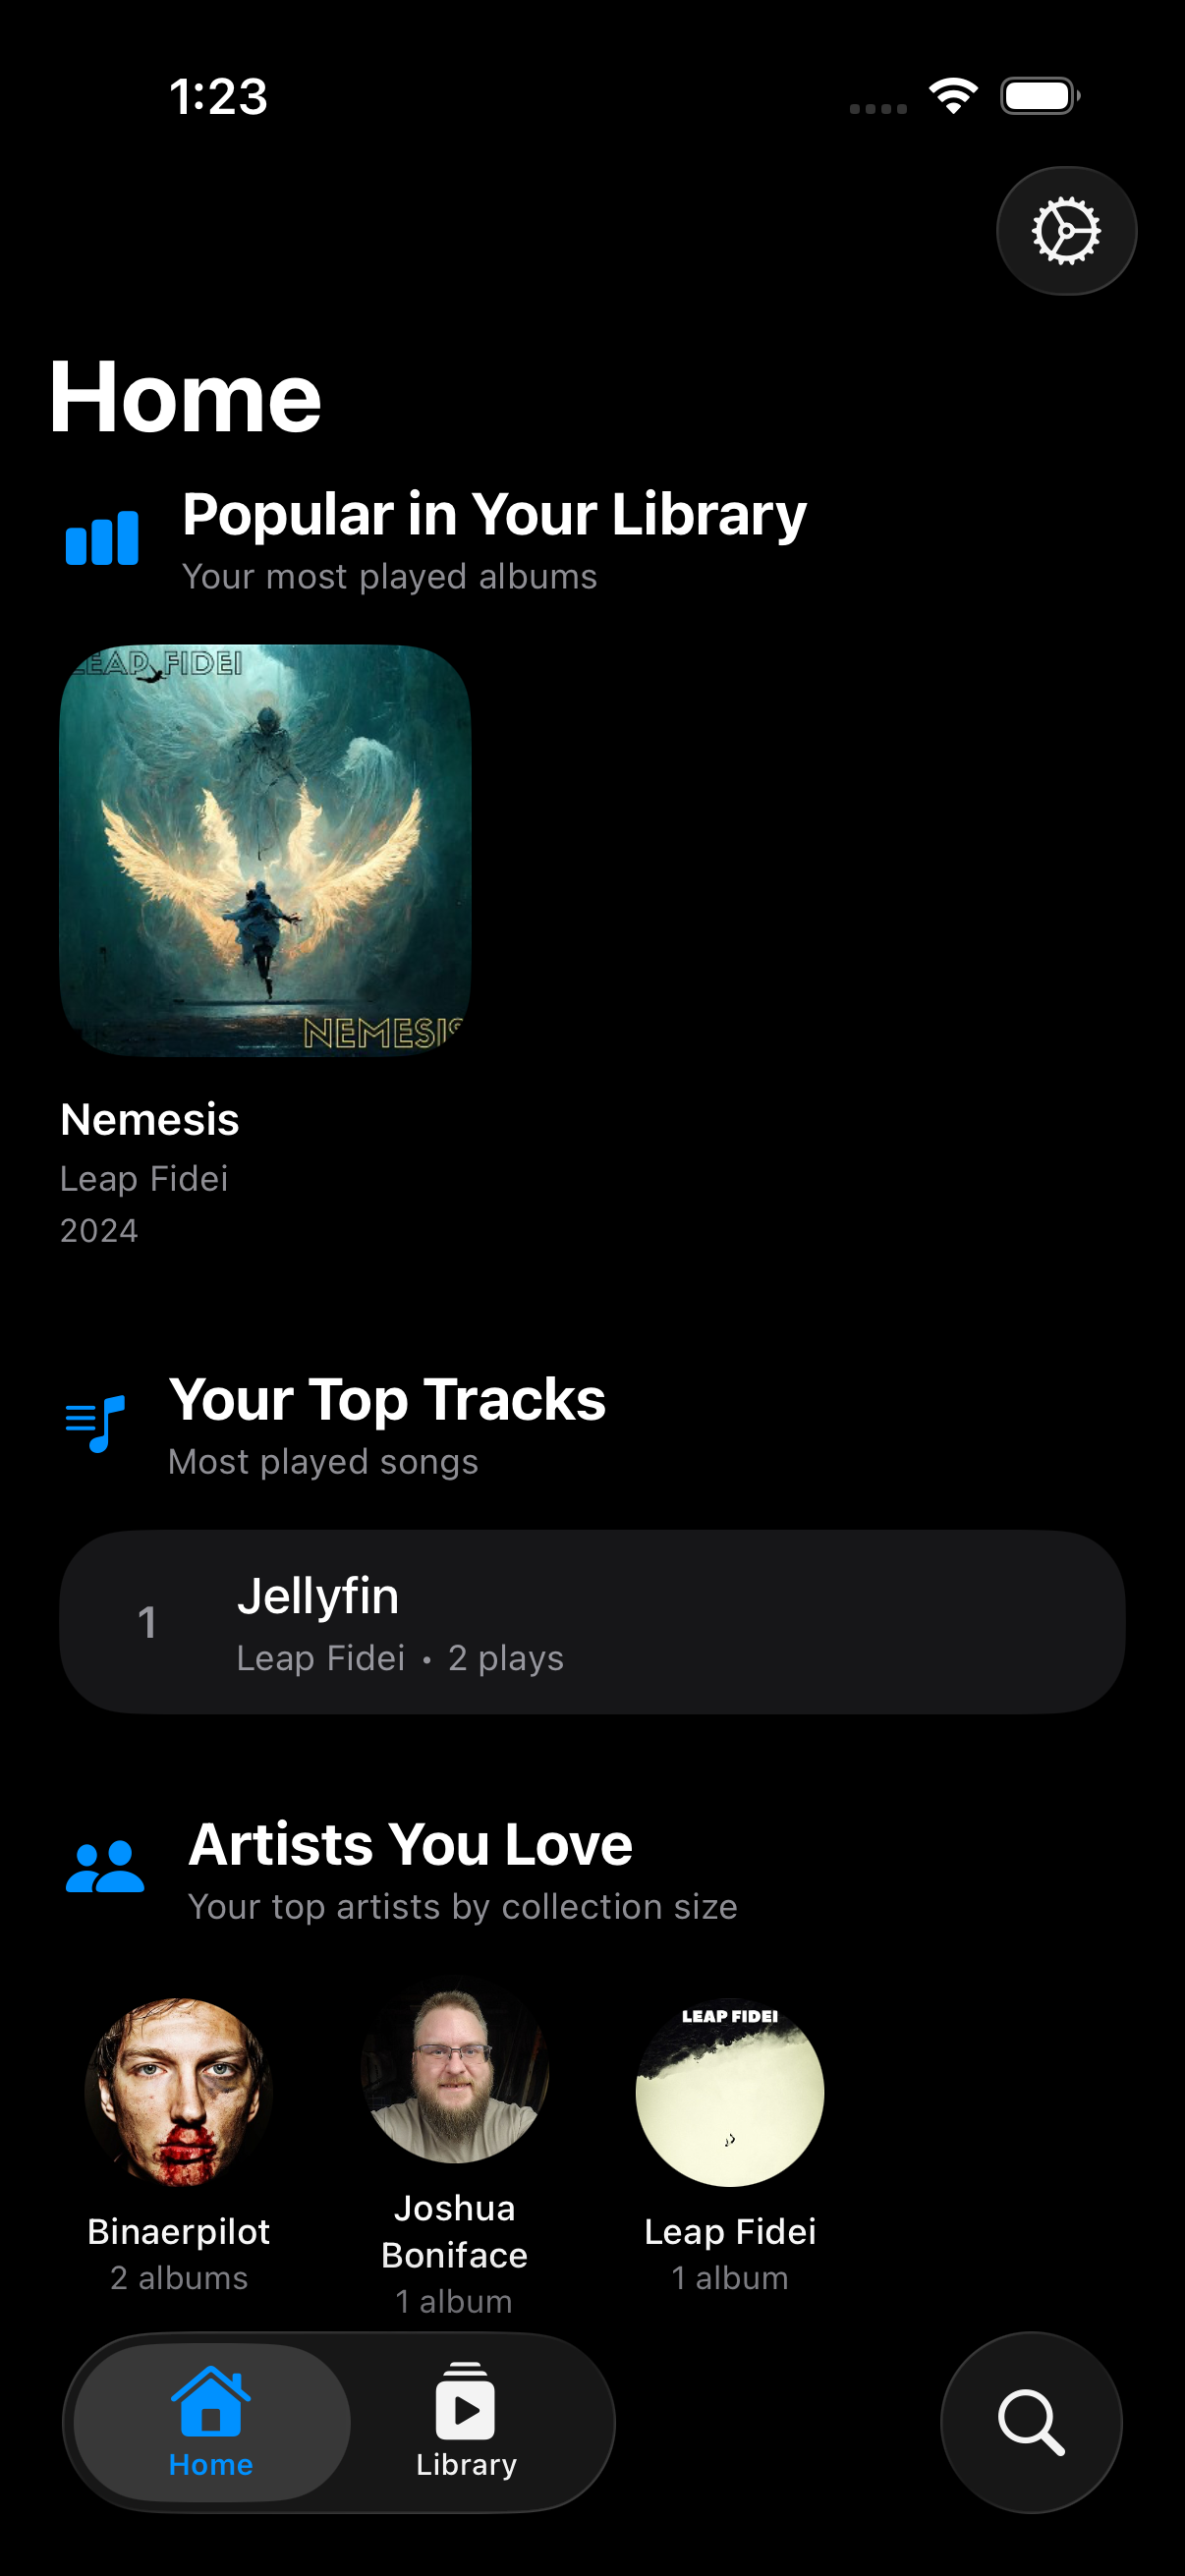 1:23
Home
Popular in Your Library
Your most played albums
LEAP FIDEI
NEMESIS
Nemesis
Leap Fidei
2024
Your Top Tracks
Most played songs
1
Jellyfin
Leap Fidei • 2 plays
Artists You Love
Your top artists by collection size
LEAP FIDEI
Binaerpilot
2 albums
Joshua
Boniface
1 album
Leap Fidei
1 album
Home
Library